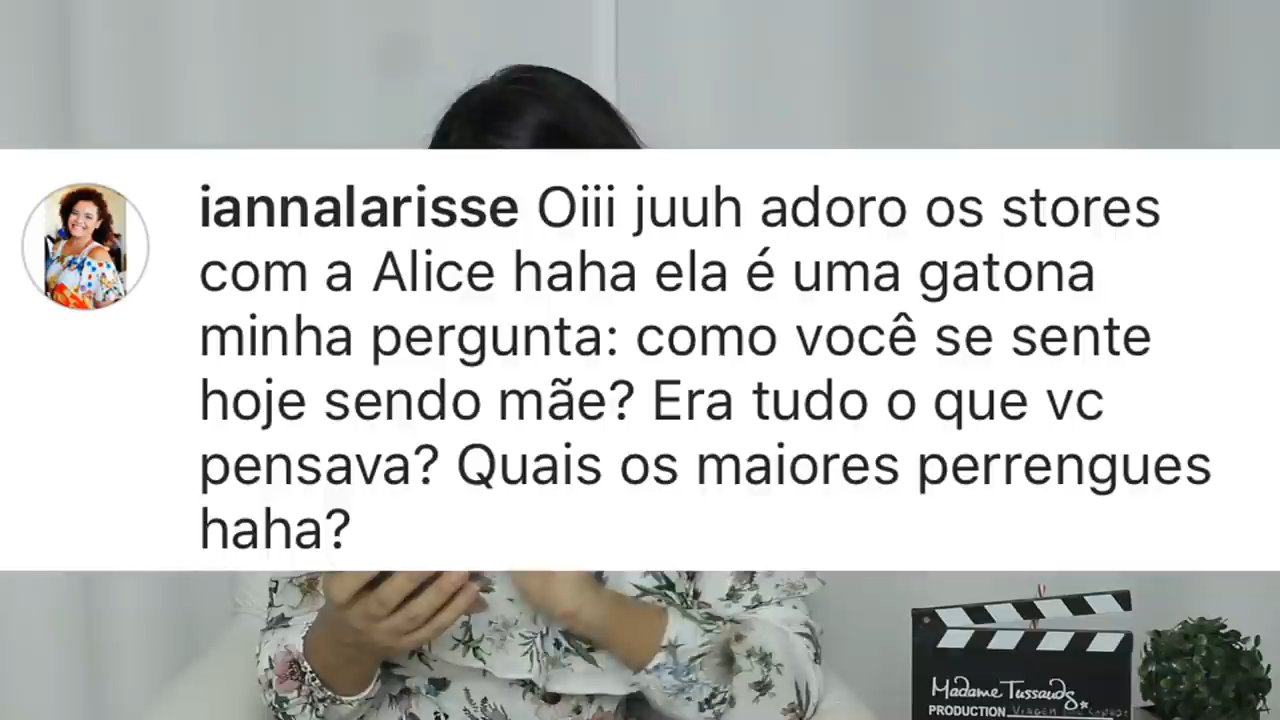 iannalarisse Oiii juuh adoro os stores
com a Alice haha ela é uma gatona
minha pergunta: como você se sente
hoje sendo mãe? Era tudo o que vc
pensava? Quais os maiores perrengues
haha?
Madame Tussauds
PRODUCTION